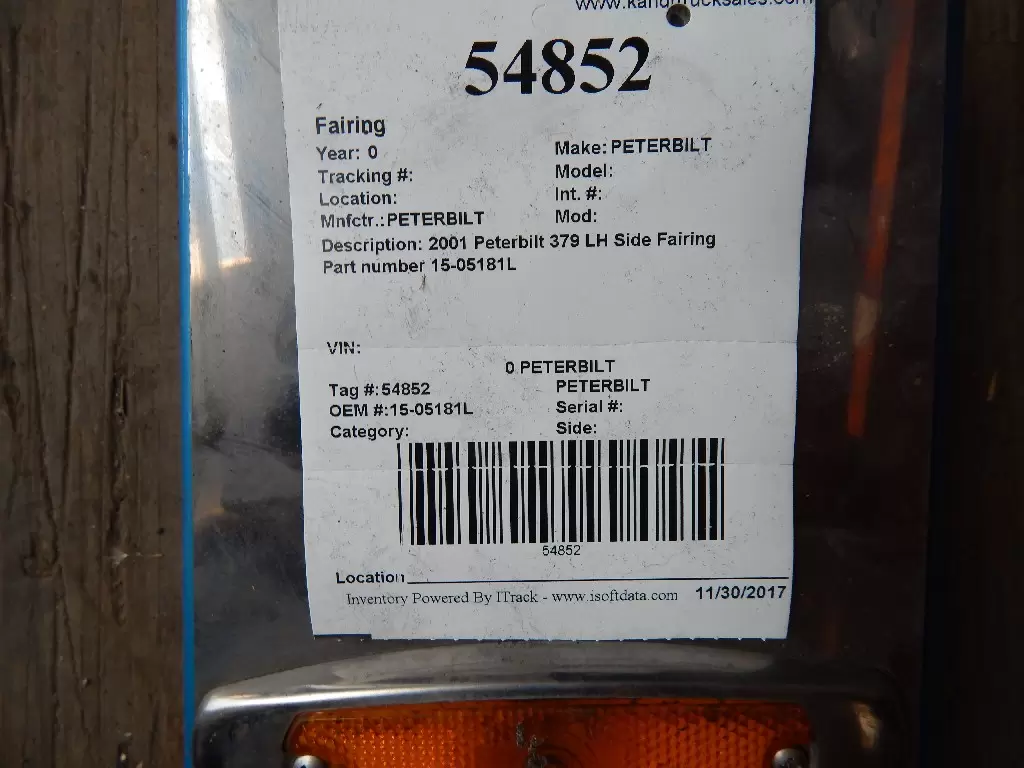 54852
Fairing
Year: 0 Make: PETERBILT
Tracking #: Model:
Location: Int. #:
Mnfctr.: PETERBILT Mod:
Description: 2001 Peterbilt 379 LH Side Fairing
Part number 15-05181L
VIN:
0 PETERBILT
Tag #: 54852 PETERBILT
OEM #: 15-05181L Serial #:
Category: Side:
54852
Location
Inventory Powered By ITrack - www.isoftdata.com 11/30/2017